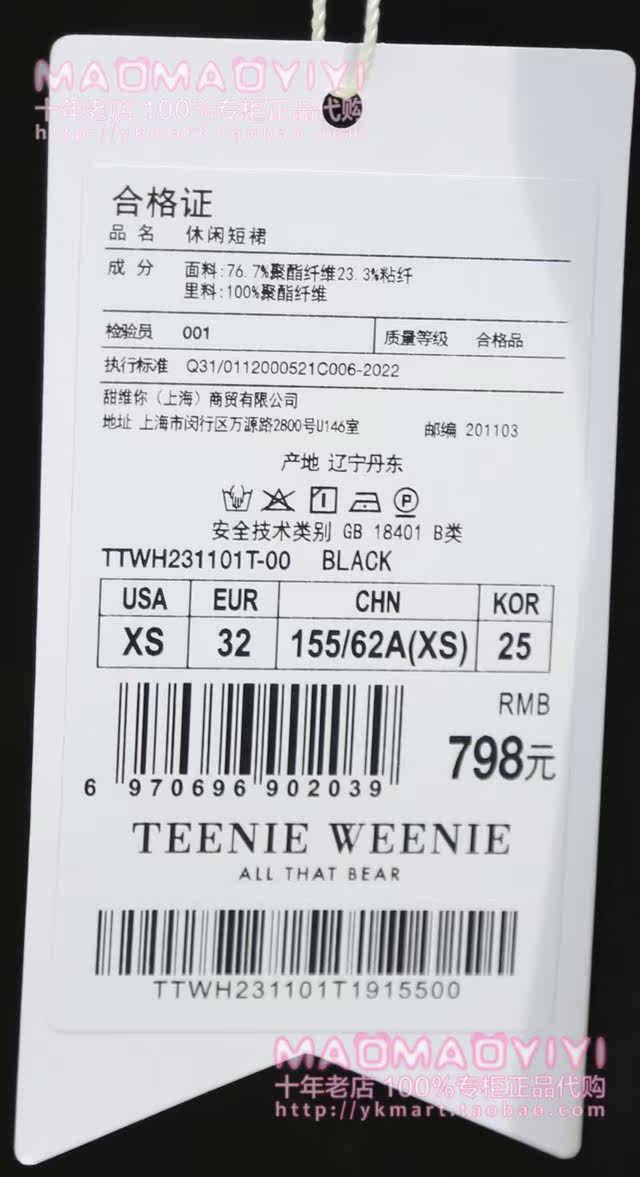 MAOMAOYIYI
十年老店 100%专柜正品代购
http://ykmart.taobao.com
合格证
品 名 休闲短裙
成 分 面料:76.7%聚酯纤维23.3%粘纤
里料:100%聚酯纤维
检验员 001 质量等级 合格品
执行标准 Q31/0112000521C006-2022
甜维你（上海）商贸有限公司
地址 上海市闵行区万源路2800号U146室 邮编 201103
产地 辽宁丹东
P
安全技术类别 GB 18401 B类
TTWH231101T-00 BLACK
USA EUR CHN KOR
XS 32 155/62A(XS) 25
RMB
798元
6 970696 902039
TEENIE WEENIE
ALL THAT BEAR
TTWH231101T1915500
MAOMAOYIYI
十年老店 100%专柜正品代购
http://ykmart.taobao.com